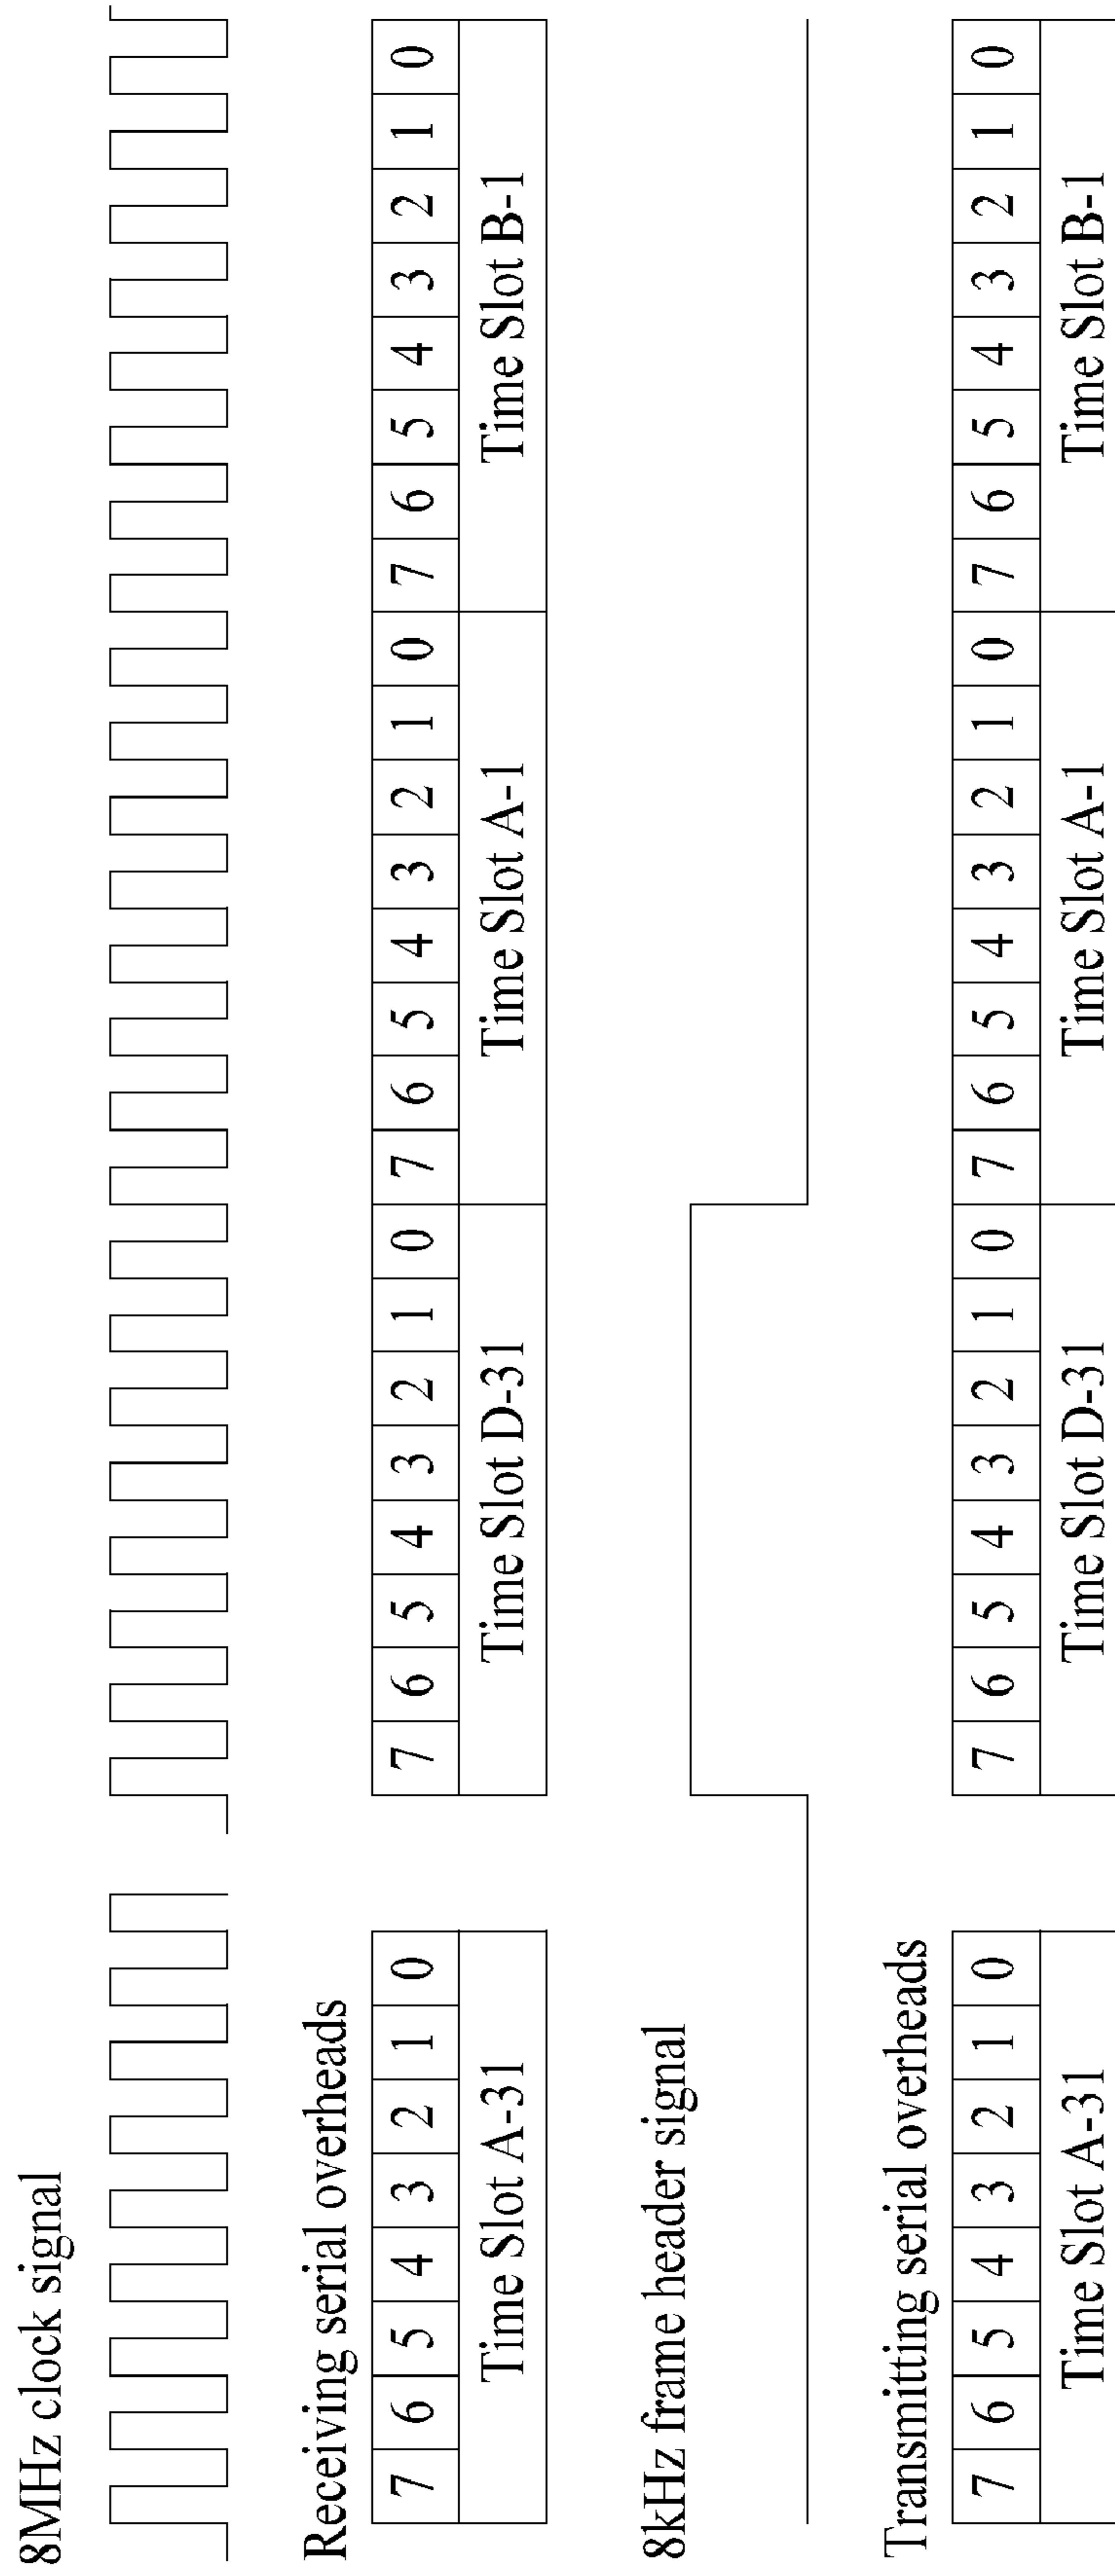 8MHz clock signal
Receiving serial overheads
7 6 5 4 3 2 1 0 7 6 5 4 3 2 1 0 7 6 5 4 3 2 1 0 7 6 5 4 3 2 1 0
Time Slot A-31 Time Slot D-31 Time Slot A-1 Time Slot B-1
8kHz frame header signal
Transmitting serial overheads
7 6 5 4 3 2 1 0 7 6 5 4 3 2 1 0 7 6 5 4 3 2 1 0 7 6 5 4 3 2 1 0
Time Slot A-31 Time Slot D-31 Time Slot A-1 Time Slot B-1